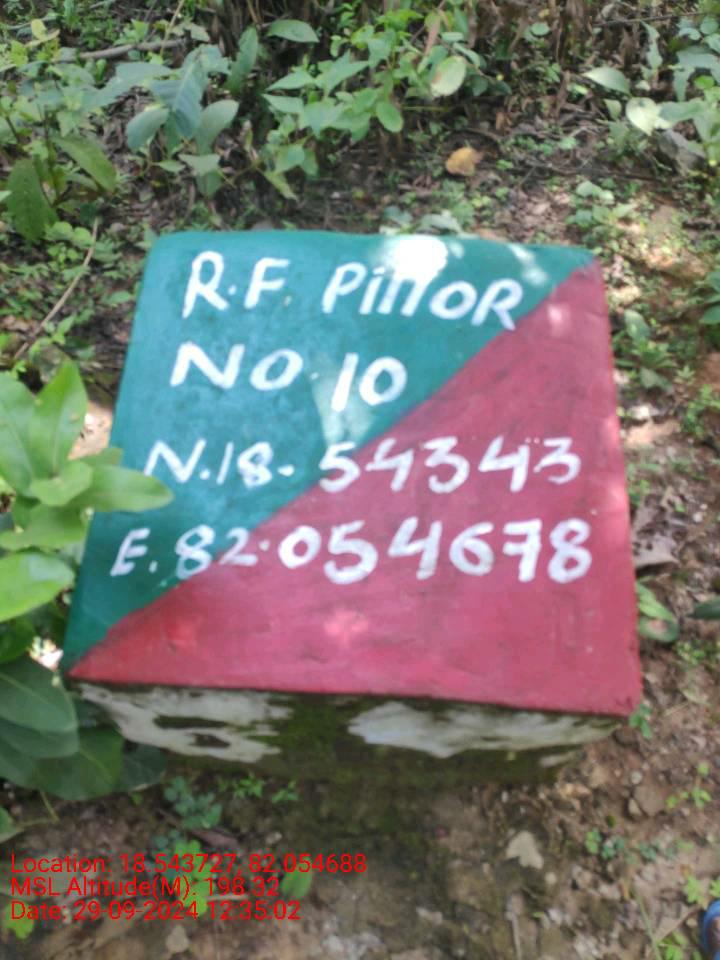 R.F. PillOR
NO.10
N.18.54343
E.82.054678
Location: 18.543727, 82.054688
MSL Altitude(M): 198.32
Date: 29-09-2024 12:35:02